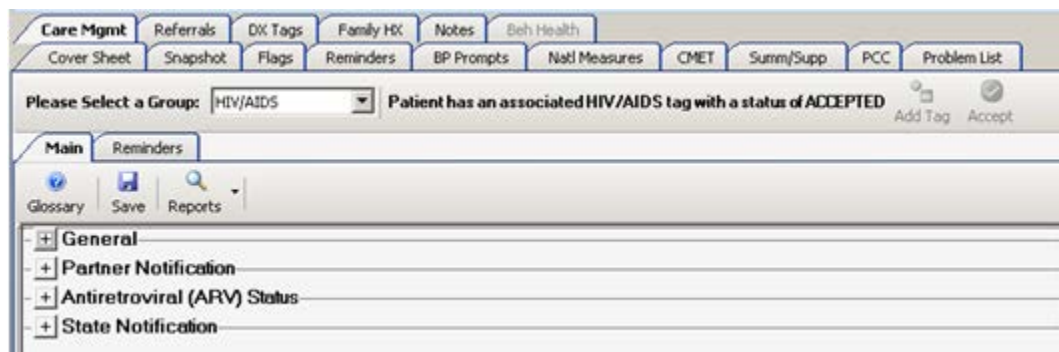 Care Mgmt Referrals DX Tags Family HX Notes Beh Health
Cover Sheet Snapshot Flags Reminders BP Prompts Natl Measures CMET Summ/Supp PCC Problem List
Please Select a Group: HIV/AIDS Patient has an associated HIV/AIDS tag with a status of ACCEPTED Add Tag Accept
Main Reminders
Glossary Save Reports
General
Partner Notification
Antiretroviral (ARV) Status
State Notification